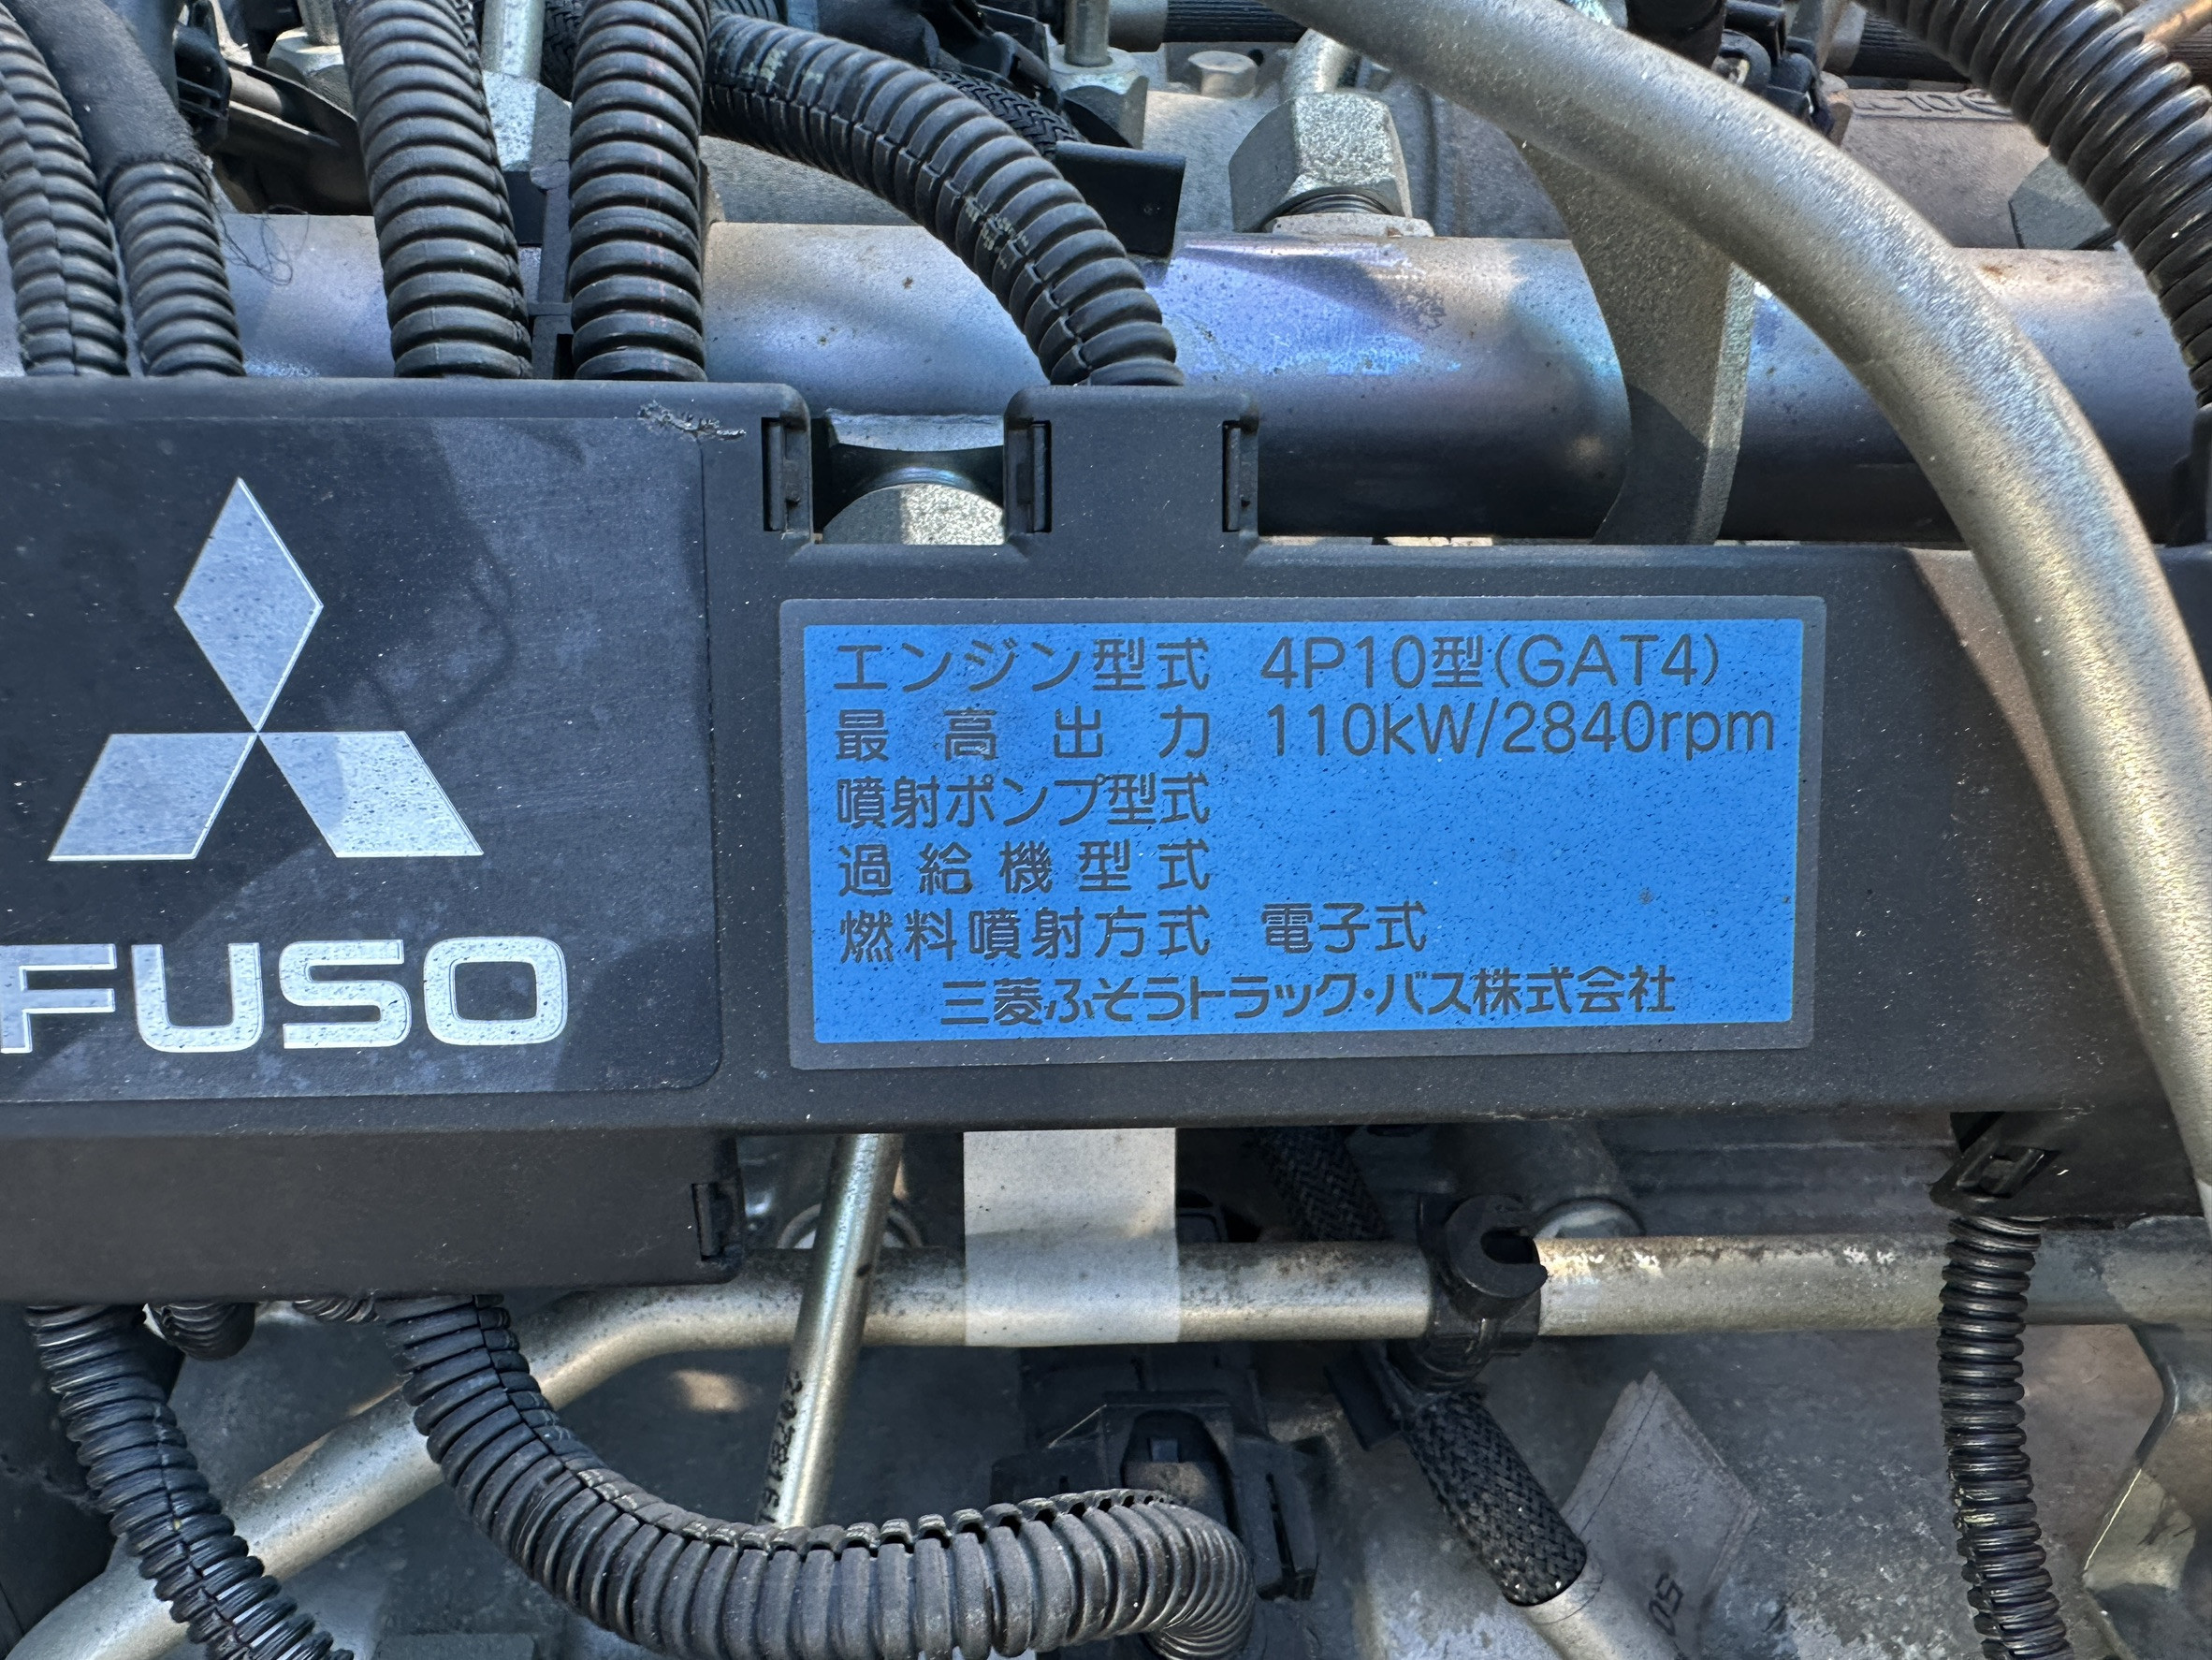 FUSO
エンジン型式 4P10型(GAT4)
最高出力 110kW/2840rpm
噴射ポンプ型式
過給機型式
燃料噴射方式 電子式
三菱ふそうトラック・バス株式会社